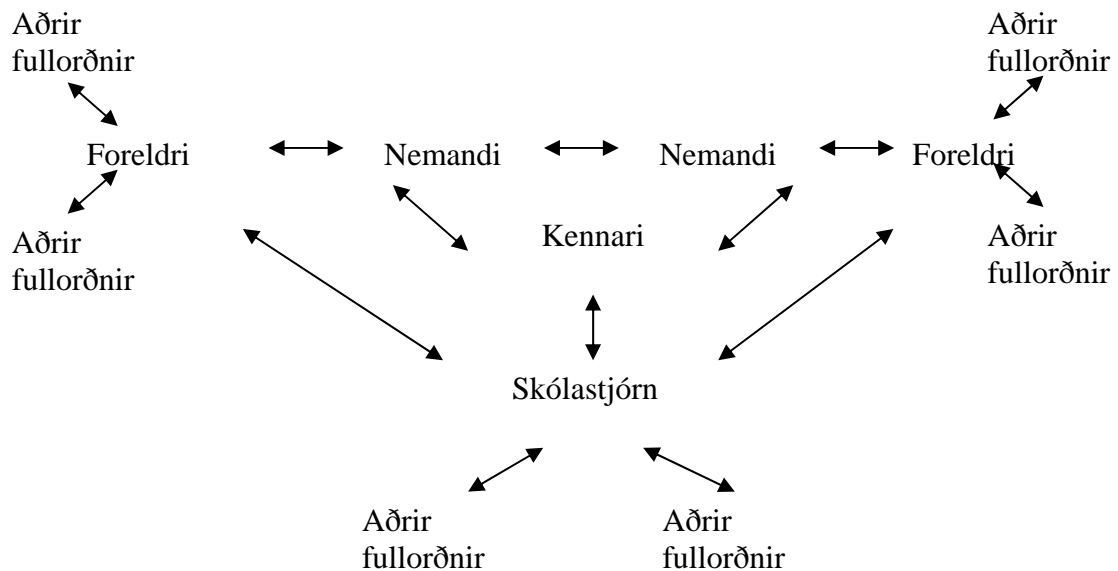 Aðrir
fullorðnir
Aðrir
fullorðnir
Foreldri
Nemandi
Nemandi
Foreldri
Aðrir
fullorðnir
Kennari
Aðrir
fullorðnir
Skólastjórn
Aðrir
fullorðnir
Aðrir
fullorðnir